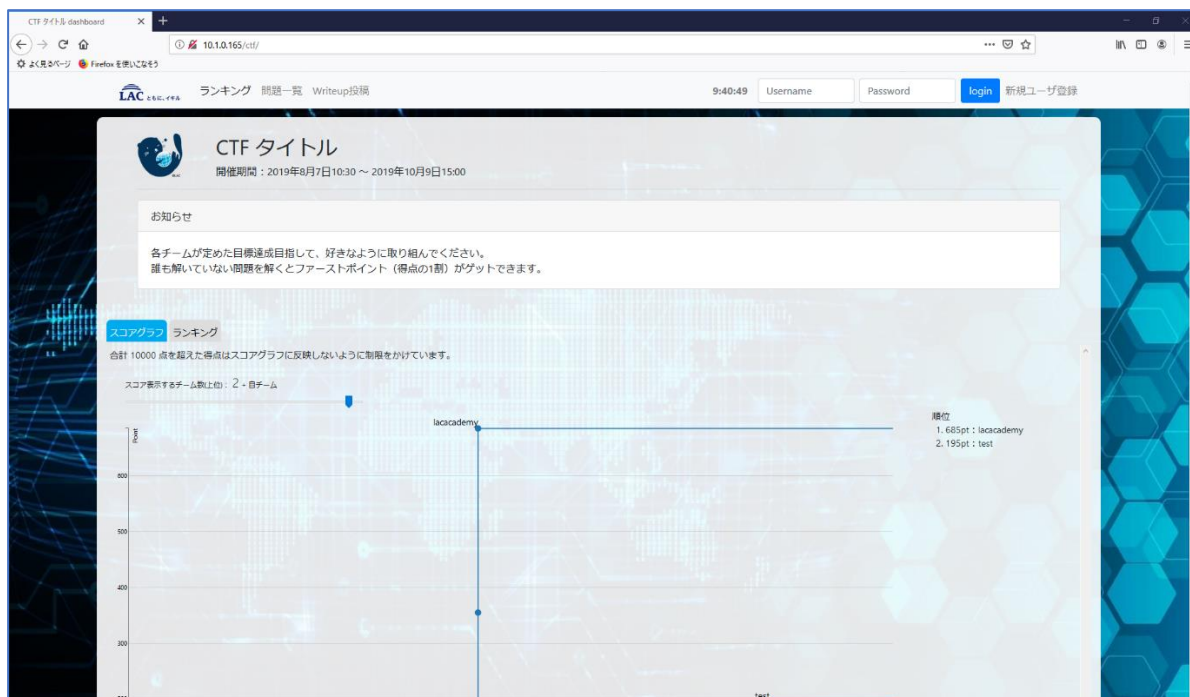 CTF タイトル dashboard
10.1.0.165/ctf/
よく見るページ Firefox を使いこなそう
LAC ともに、イキル ランキング 問題一覧 Writeup投稿 9:40:49 Username Password login 新規ユーザ登録
CTF タイトル
開催期間：2019年8月7日10:30 ～ 2019年10月9日15:00
お知らせ
各チームが定めた目標達成目指して、好きなように取り組んでください。
誰も解いていない問題を解くとファーストポイント（得点の1割）がゲットできます。
スコアグラフ ランキング
合計 10000 点を超えた得点はスコアグラフに反映しないように制限をかけています。
スコア表示するチーム数(上位)： 2 - 自チーム
lacacademy
Point
順位
1. 685pt : lacacademy
2. 195pt : test
600
500
400
300
test